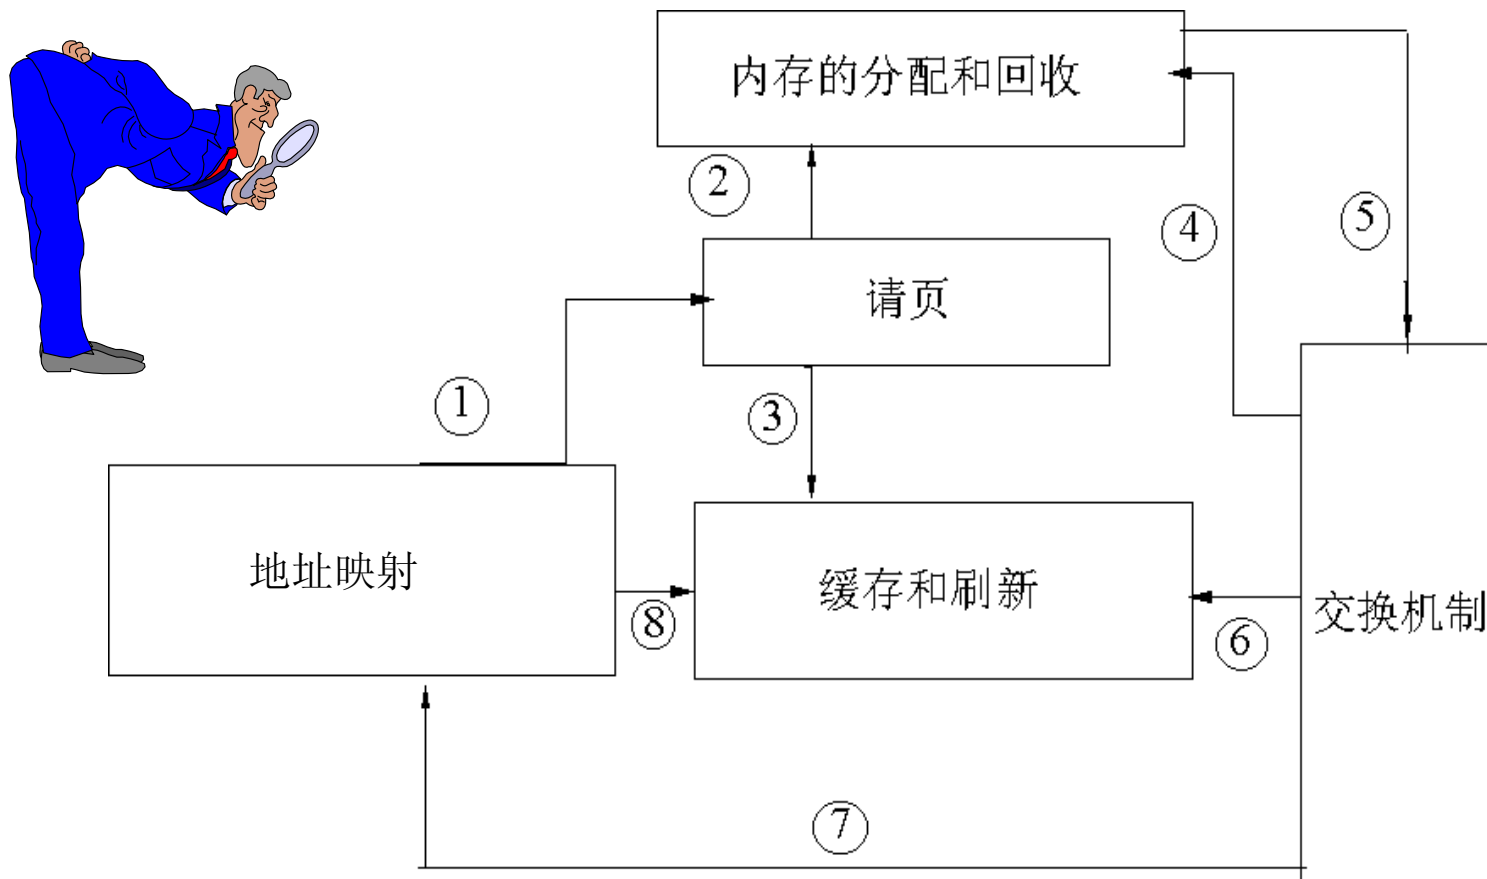 内存的分配和回收
②
④
⑤
请页
①
③
地址映射
缓存和刷新
⑧
⑥
交换机制
⑦